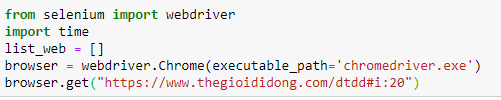 from selenium import webdriver
import time
list_web = []
browser = webdriver.Chrome(executable_path='chromedriver.exe')
browser.get("https://www.thegioididong.com/dtdd#i:20")